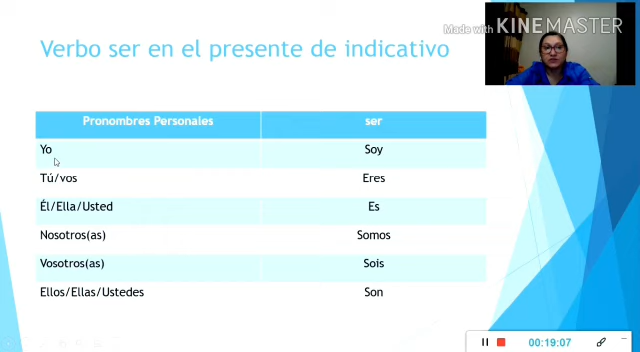 Made with KINEMASTER
Verbo ser en el presente de indicativo
Pronombres Personales ser
Yo Soy
Tú/vos Eres
Él/Ella/Usted Es
Nosotros(as) Somos
Vosotros(as) Sois
Ellos/Ellas/Ustedes Son
00:19:07